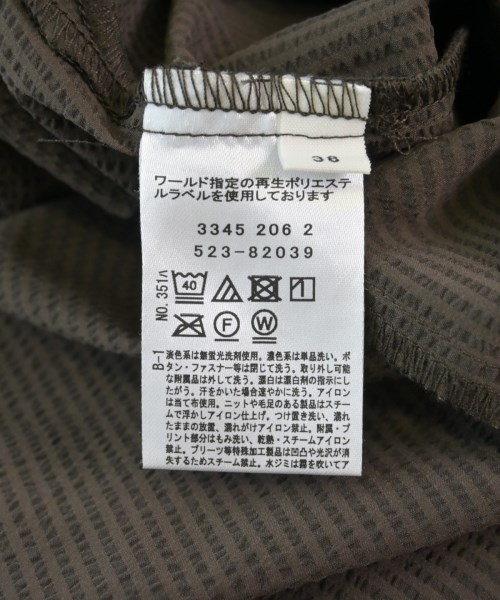 36
ワールド指定の再生ポリエステ
ルラベルを使用しております
3345 206 2
523-82039
NO.351ハ
40
F
W
B-1
淡色系は無蛍光洗剤使用。濃色系は単品洗い。ボ
タン・ファスナー等は閉じて洗う。取り外し可能
な附属品は外して洗う。漂白は漂白剤の指示にし
たがう。汗をかいた場合速やかに洗う。アイロン
は当て布使用。ニットや毛足のある製品はスチー
ムで浮かしアイロン仕上げ。つけ置き洗い、濡れ
たままの放置、濡れがけアイロン禁止。附属・プ
リント部分はもみ洗い、乾熱・スチームアイロン
禁止。プリーツ等特殊加工製品は凹凸や光沢が消
失するためスチーム禁止。水ジミは霧を吹いてア